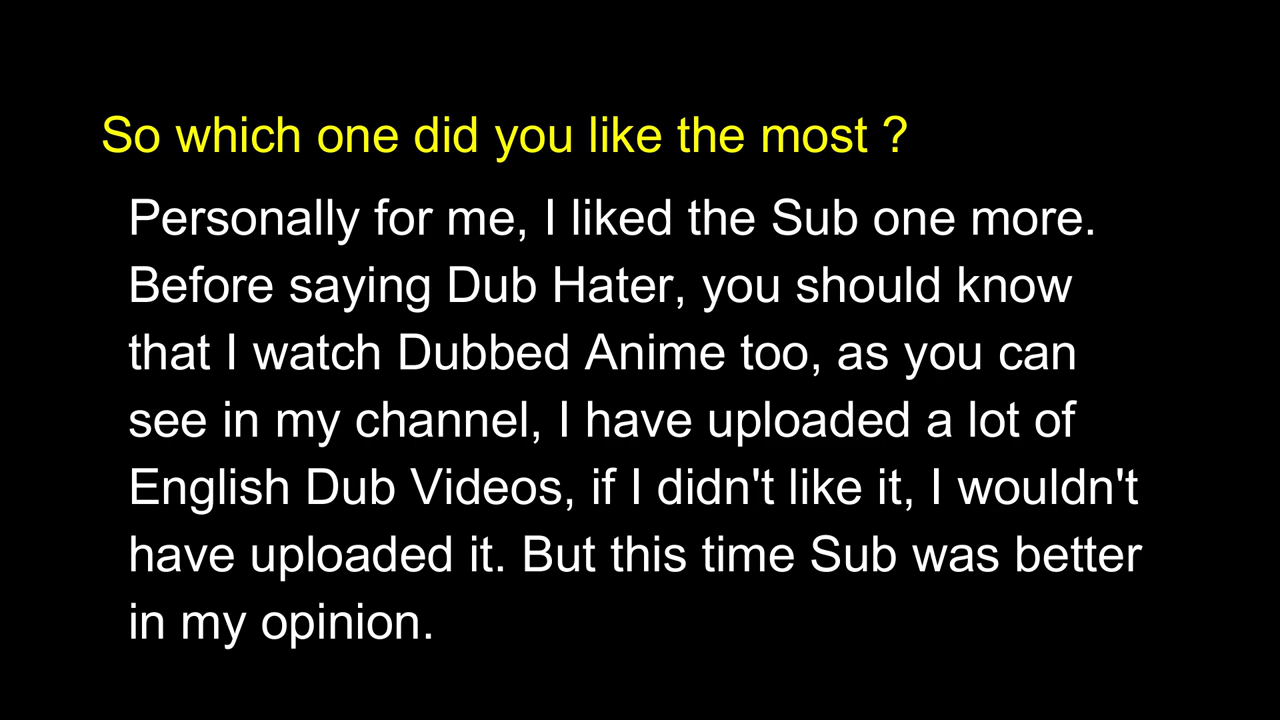 So which one did you like the most ?
Personally for me, I liked the Sub one more.
Before saying Dub Hater, you should know
that I watch Dubbed Anime too, as you can
see in my channel, I have uploaded a lot of
English Dub Videos, if I didn't like it, I wouldn't
have uploaded it. But this time Sub was better
in my opinion.